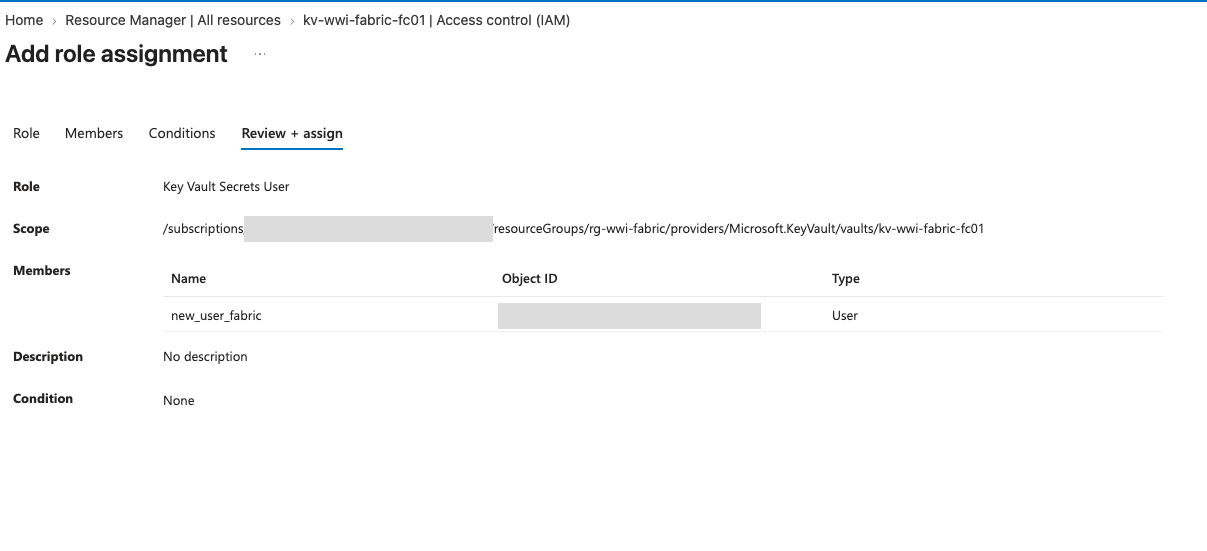 Home > Resource Manager | All resources > kv-wwi-fabric-fc01 | Access control (IAM)
Add role assignment ...
Role Members Conditions Review + assign
Role Key Vault Secrets User
Scope /subscriptions/ /resourceGroups/rg-wwi-fabric/providers/Microsoft.KeyVault/vaults/kv-wwi-fabric-fc01
Members Name Object ID Type
new_user_fabric User
Description No description
Condition None